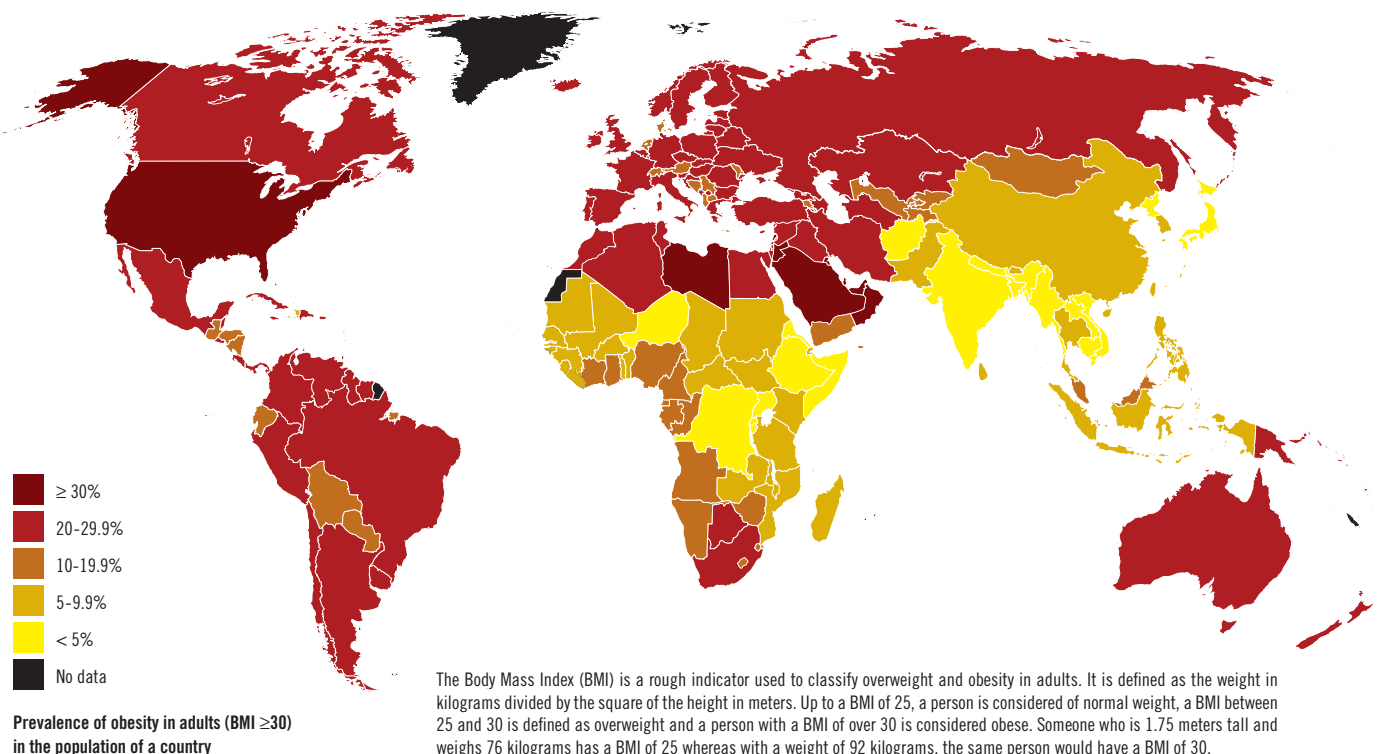 ≥ 30%
20-29.9%
10-19.9%
5-9.9%
< 5%
No data
Prevalence of obesity in adults (BMI ≥30)
in the population of a country
The Body Mass Index (BMI) is a rough indicator used to classify overweight and obesity in adults. It is defined as the weight in
kilograms divided by the square of the height in meters. Up to a BMI of 25, a person is considered of normal weight, a BMI between
25 and 30 is defined as overweight and a person with a BMI of over 30 is considered obese. Someone who is 1.75 meters tall and
weighs 76 kilograms has a BMI of 25 whereas with a weight of 92 kilograms, the same person would have a BMI of 30.